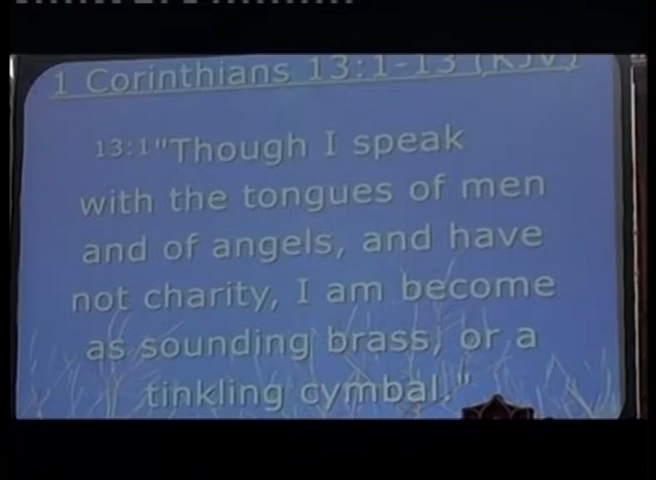 1 Corinthians 13:1-13 (KJV)
13:1"Though I speak
with the tongues of men
and of angels, and have
not charity, I am become
as sounding brass, or a
tinkling cymbal."